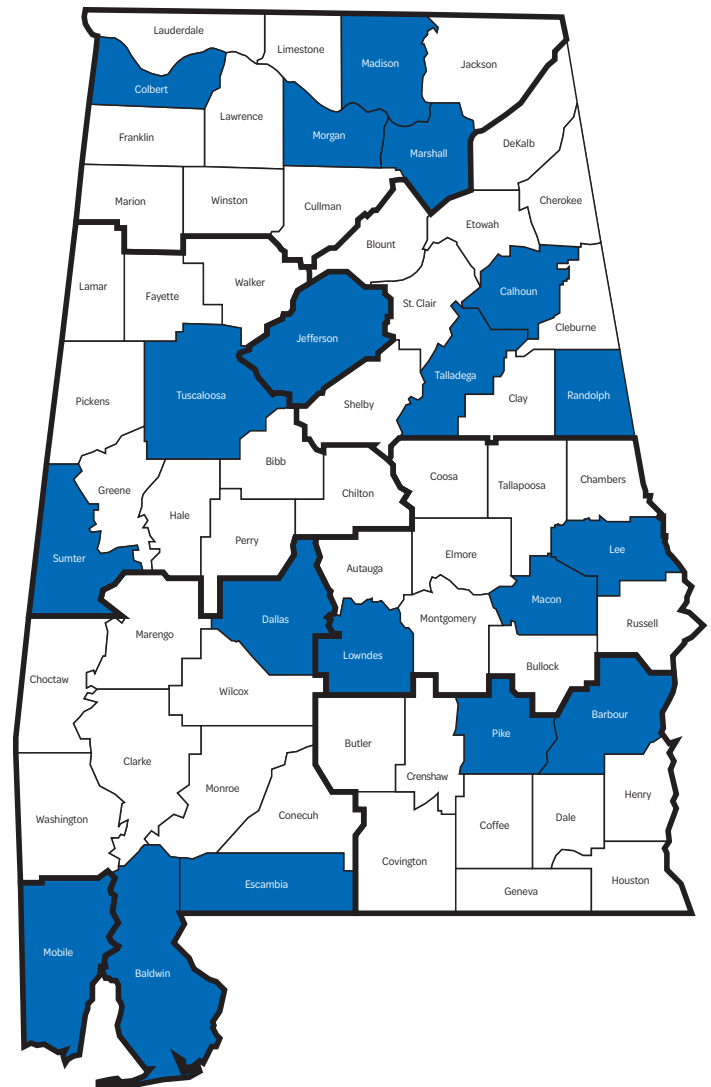 Lauderdale
Limestone
Madison
Jackson
Colbert
Lawrence
Franklin
Morgan
Marshall
DeKalb
Marion
Winston
Cullman
Cherokee
Blount
Etowah
Lamar
Fayette
Walker
St. Clair
Calhoun
Cleburne
Jefferson
Talladega
Pickens
Tuscaloosa
Shelby
Clay
Randolph
Bibb
Greene
Hale
Chilton
Coosa
Tallapoosa
Chambers
Perry
Sumter
Autauga
Elmore
Lee
Macon
Dallas
Montgomery
Russell
Marengo
Lowndes
Bullock
Choctaw
Wilcox
Barbour
Pike
Butler
Clarke
Crenshaw
Monroe
Henry
Washington
Conecuh
Coffee
Dale
Covington
Escambia
Geneva
Houston
Mobile
Baldwin